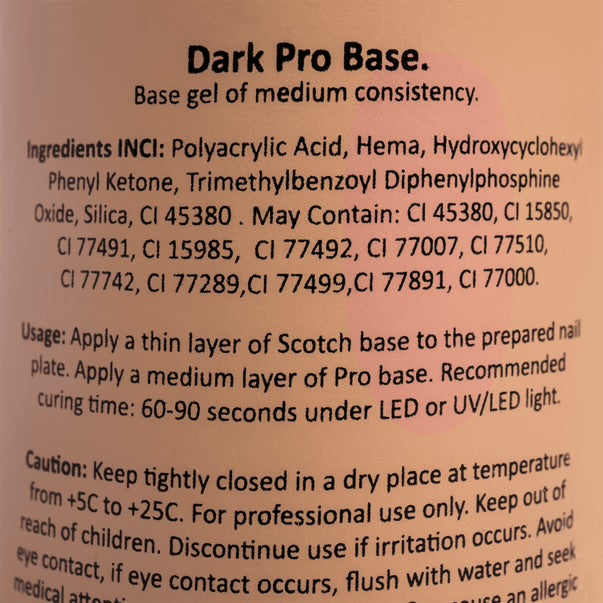 Dark Pro Base.
Base gel of medium consistency.
Ingredients INCI: Polyacrylic Acid, Hema, Hydroxycyclohexyl
Phenyl Ketone, Trimethylbenzoyl Diphenylphosphine
Oxide, Silica, CI 45380 . May Contain: CI 45380, CI 15850,
CI 77491, CI 15985, CI 77492, CI 77007, CI 77510,
CI 77742, CI 77289,CI 77499,CI 77891, CI 77000.
Usage: Apply a thin layer of Scotch base to the prepared nail
plate. Apply a medium layer of Pro base. Recommended
curing time: 60-90 seconds under LED or UV/LED light.
Caution: Keep tightly closed in a dry place at temperature
from +5C to +25C. For professional use only. Keep out of
reach of children. Discontinue use if irritation occurs. Avoid
eye contact, if eye contact occurs, flush with water and seek
medical an allergic